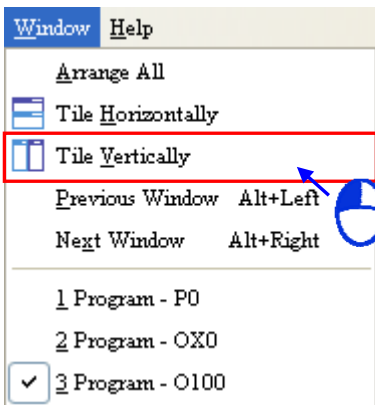 Window Help
Arrange All
Tile Horizontally
Tile Vertically
Previous Window Alt+Left
Next Window Alt+Right
1 Program - P0
2 Program - OX0
3 Program - O100